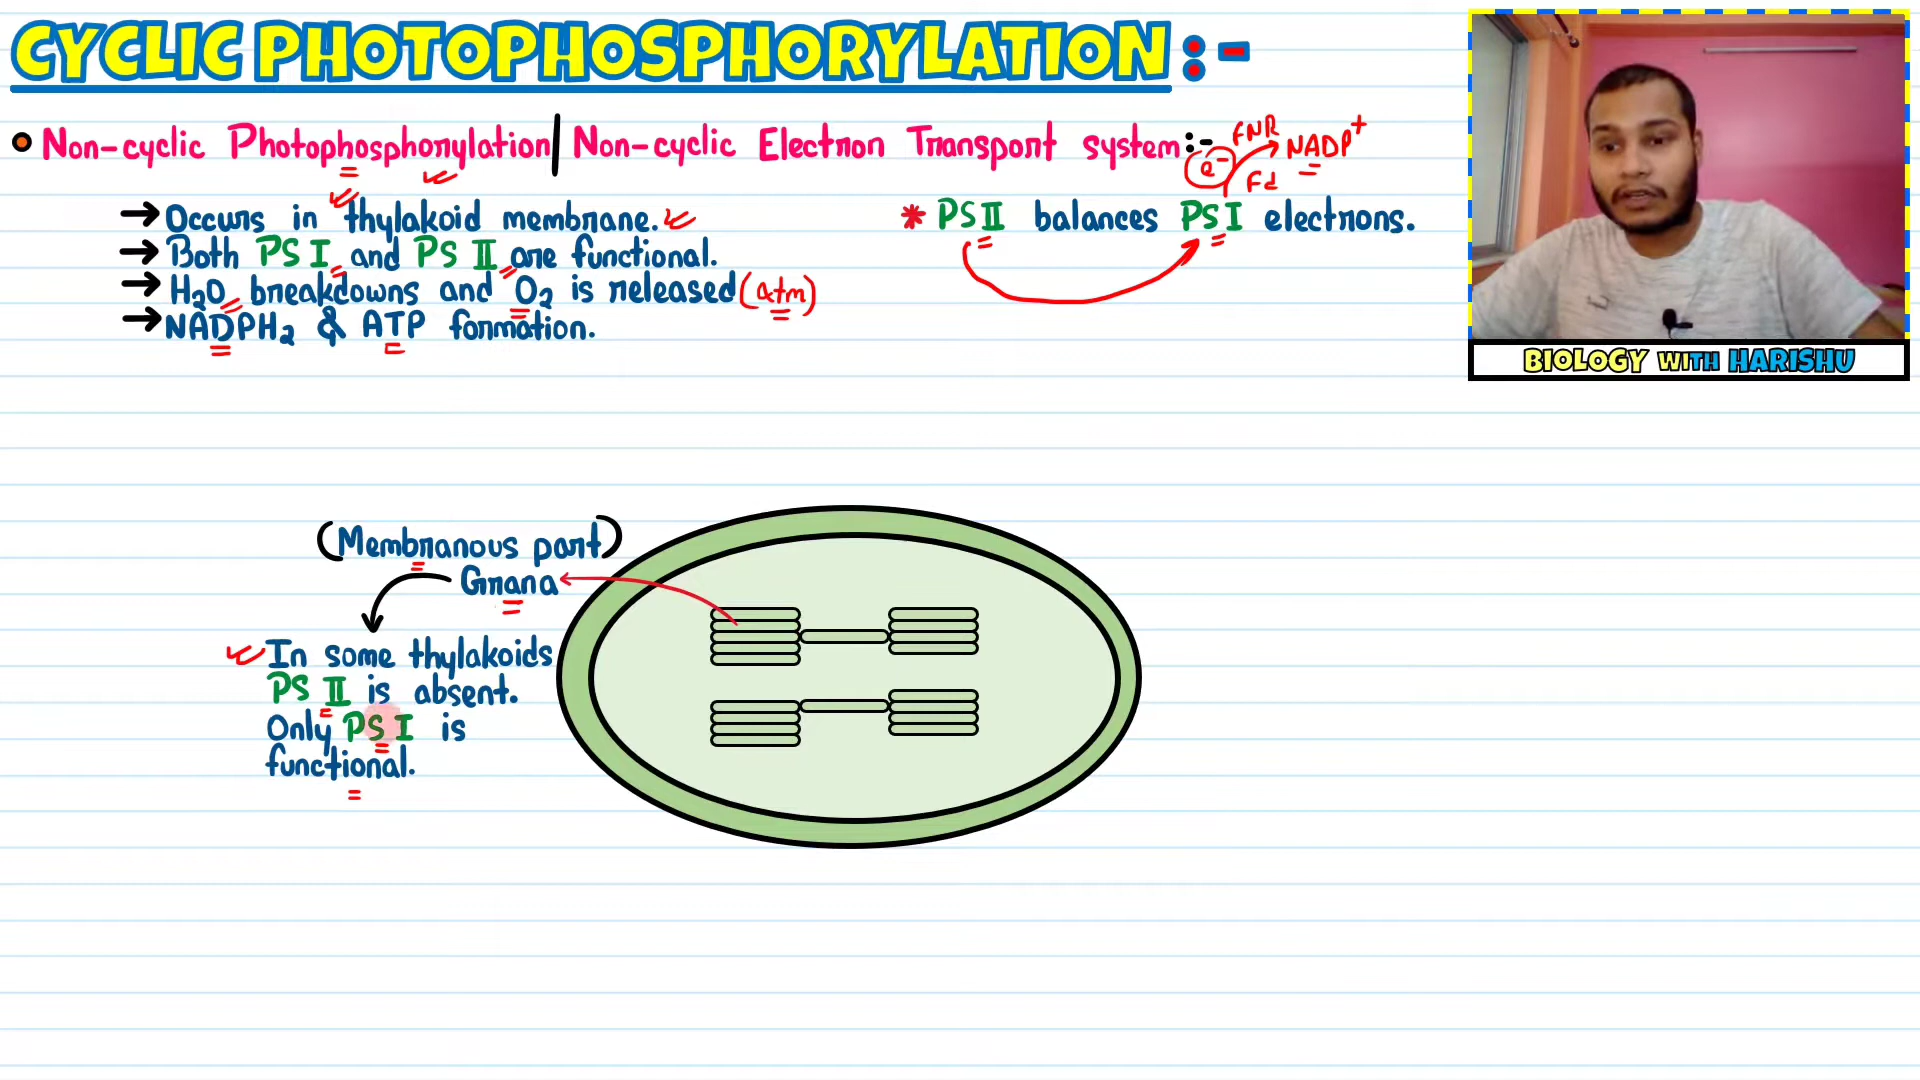 CYCLIC PHOTOPHOSPHORYLATION :-
Non-cyclic Photophosphorylation | Non-cyclic Electron Transport system :-
e⁻ FNR NADP⁺
Fd
→ Occurs in thylakoid membrane.
→ Both PS I and PS II are functional.
→ H₂O breakdowns and O₂ is released (atm)
→ NADPH₂ & ATP formation.
* PS II balances PS I electrons.
BIOLOGY WITH HARISHU
(Membranous part)
Grana
In some thylakoids
PS II is absent.
Only PS I is
functional.